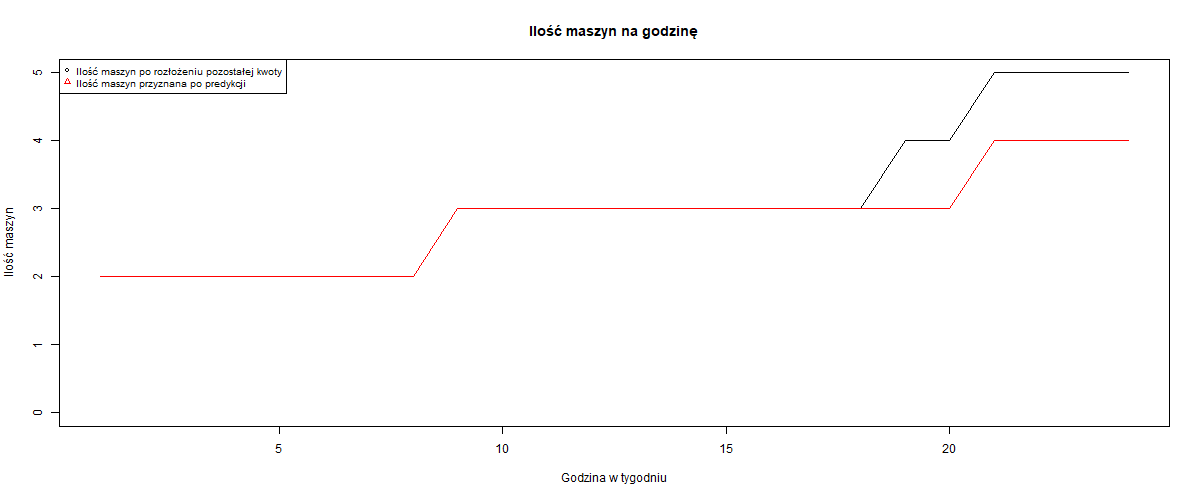 Ilość maszyn na godzinę
Ilość maszyn po rozłożeniu pozostałej kwoty
Ilość maszyn przyznana po predykcji
5
4
3
2
1
0
Ilość maszyn
5 10 15 20
Godzina w tygodniu